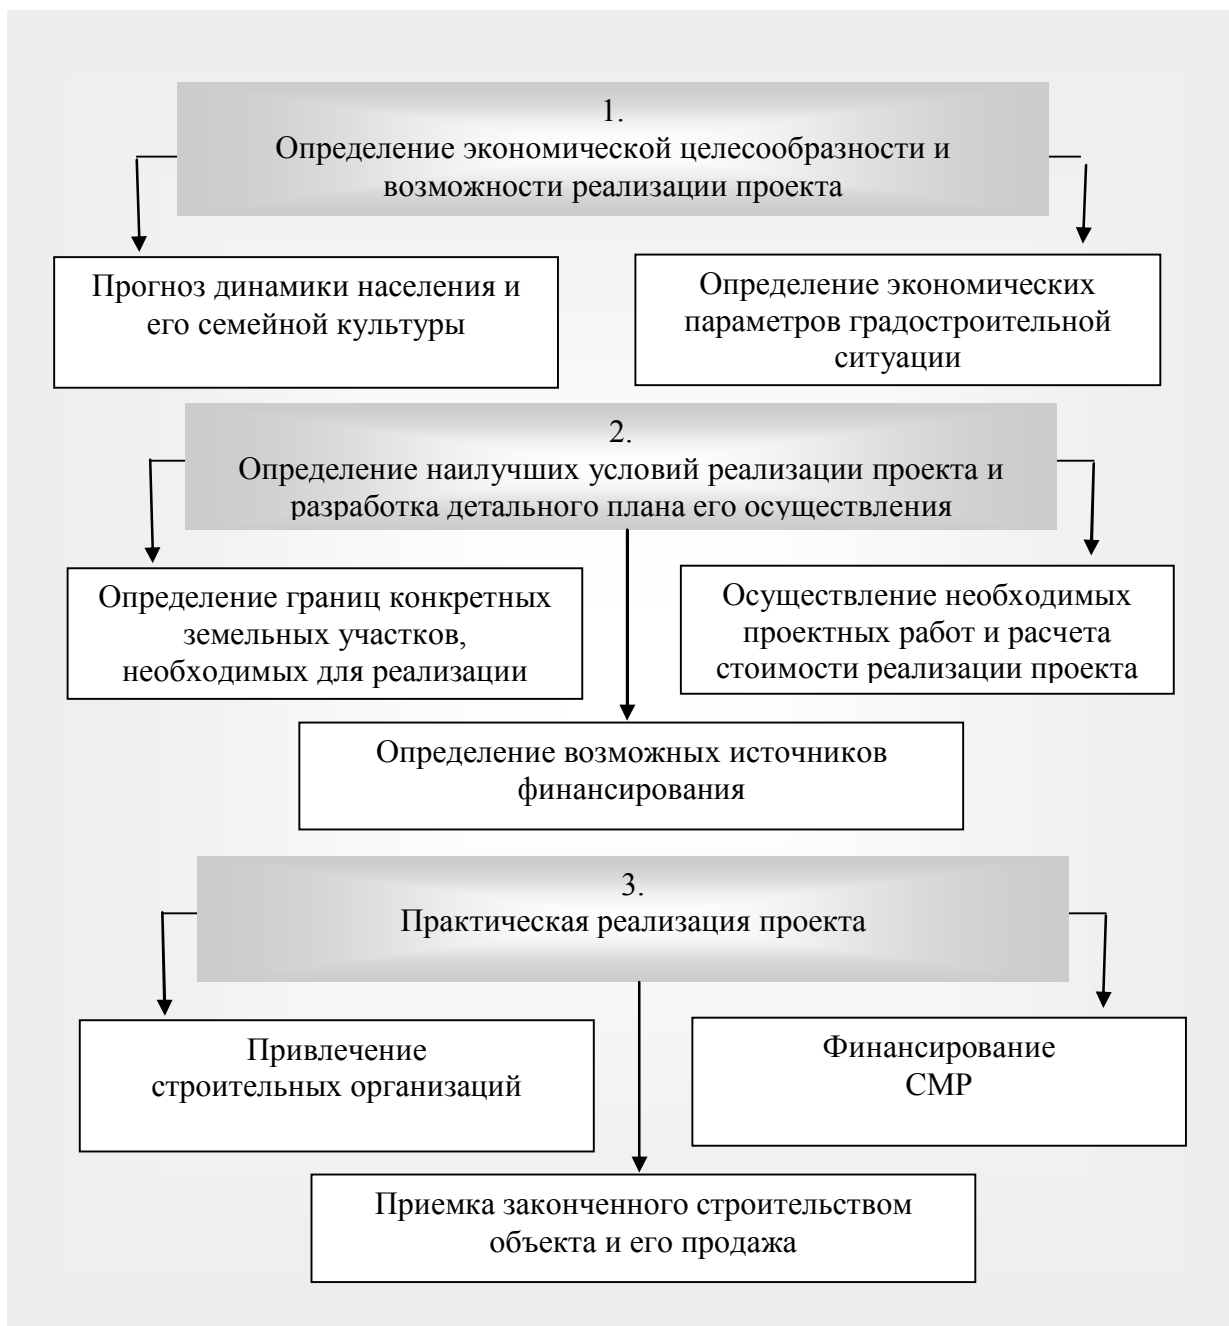 1.
Определение экономической целесообразности и
возможности реализации проекта
Прогноз динамики населения и
его семейной культуры
Определение экономических
параметров градостроительной
ситуации
2.
Определение наилучших условий реализации проекта и
разработка детального плана его осуществления
Определение границ конкретных
земельных участков,
необходимых для реализации
Осуществление необходимых
проектных работ и расчета
стоимости реализации проекта
Определение возможных источников
финансирования
3.
Практическая реализация проекта
Привлечение
строительных организаций
Финансирование
СМР
Приемка законченного строительством
объекта и его продажа